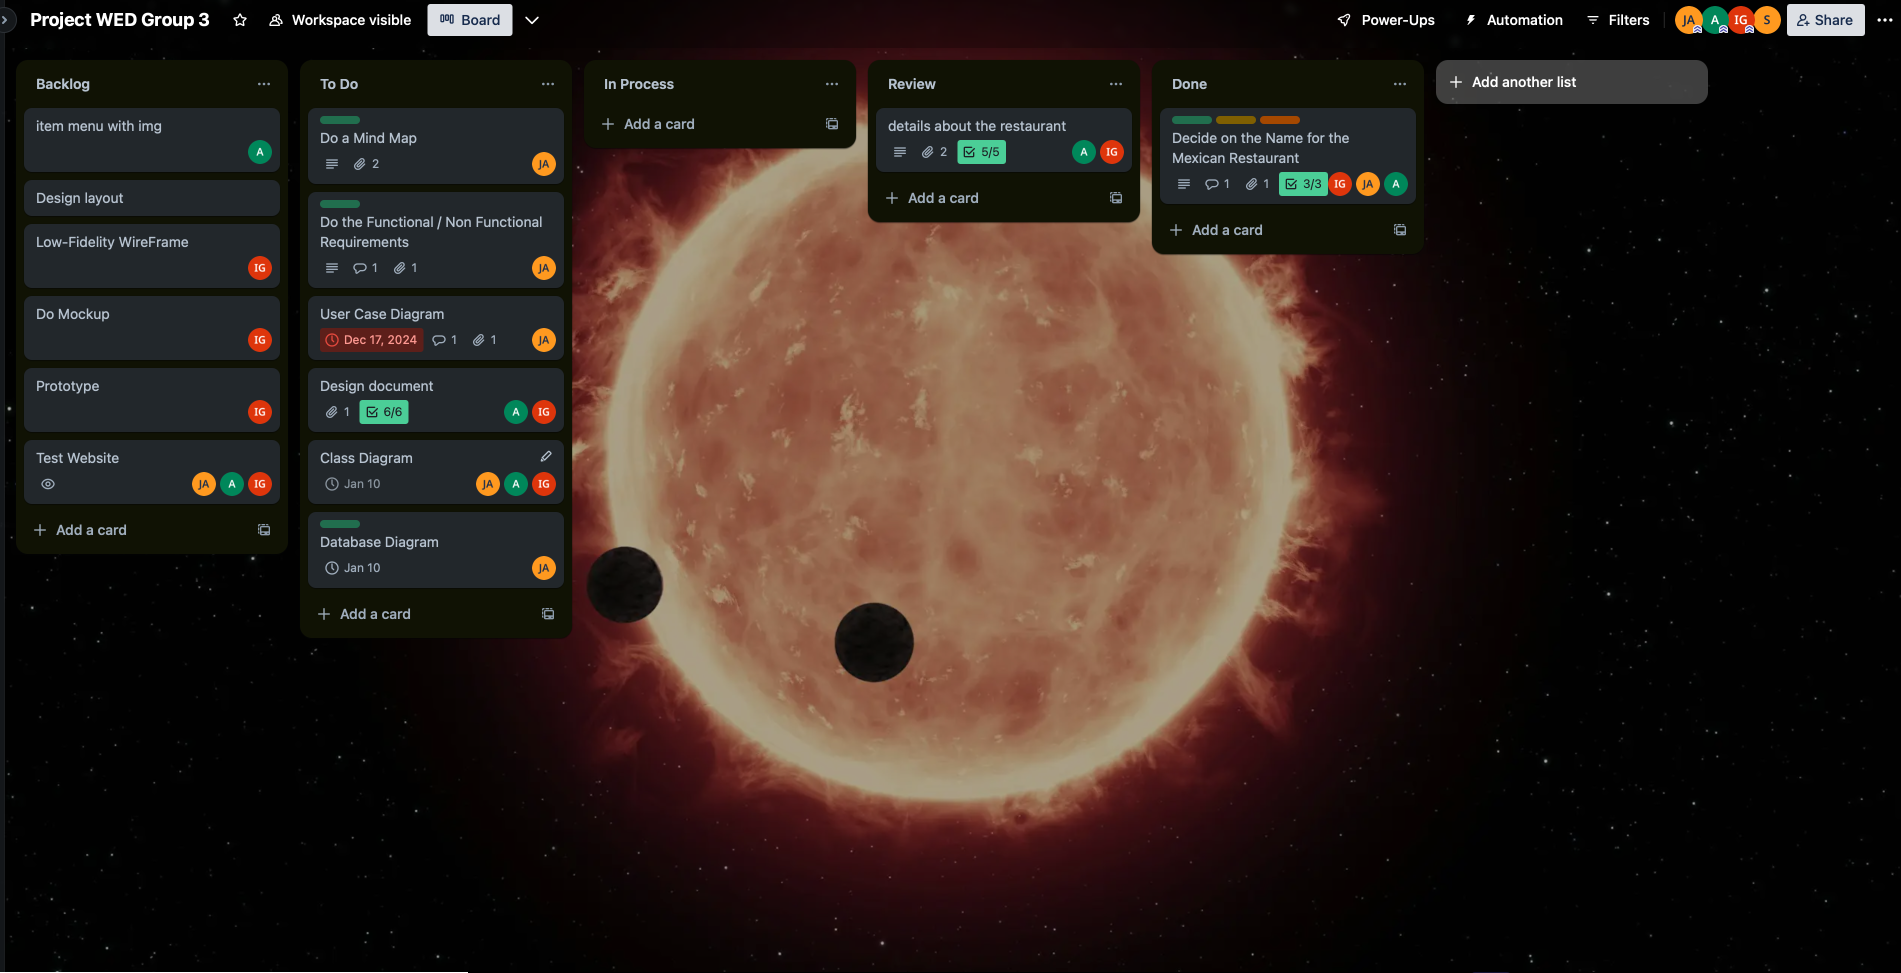 Project WED Group 3
Workspace visible
Board
Power-Ups
Automation
Filters
JA
A
IG
S
Share
Backlog
item menu with img
A
Design layout
Low-Fidelity WireFrame
IG
Do Mockup
IG
Prototype
IG
Test Website
JA A IG
Add a card
To Do
Do a Mind Map
2 JA
Do the Functional / Non Functional
Requirements
1 1 JA
User Case Diagram
Dec 17, 2024 1 1 JA
Design document
1 6/6 A IG
Class Diagram
Jan 10 JA A IG
Database Diagram
Jan 10 JA
Add a card
In Process
Add a card
Review
details about the restaurant
2 5/5 A IG
Add a card
Done
Decide on the Name for the
Mexican Restaurant
1 1 3/3 IG JA A
Add a card
Add another list